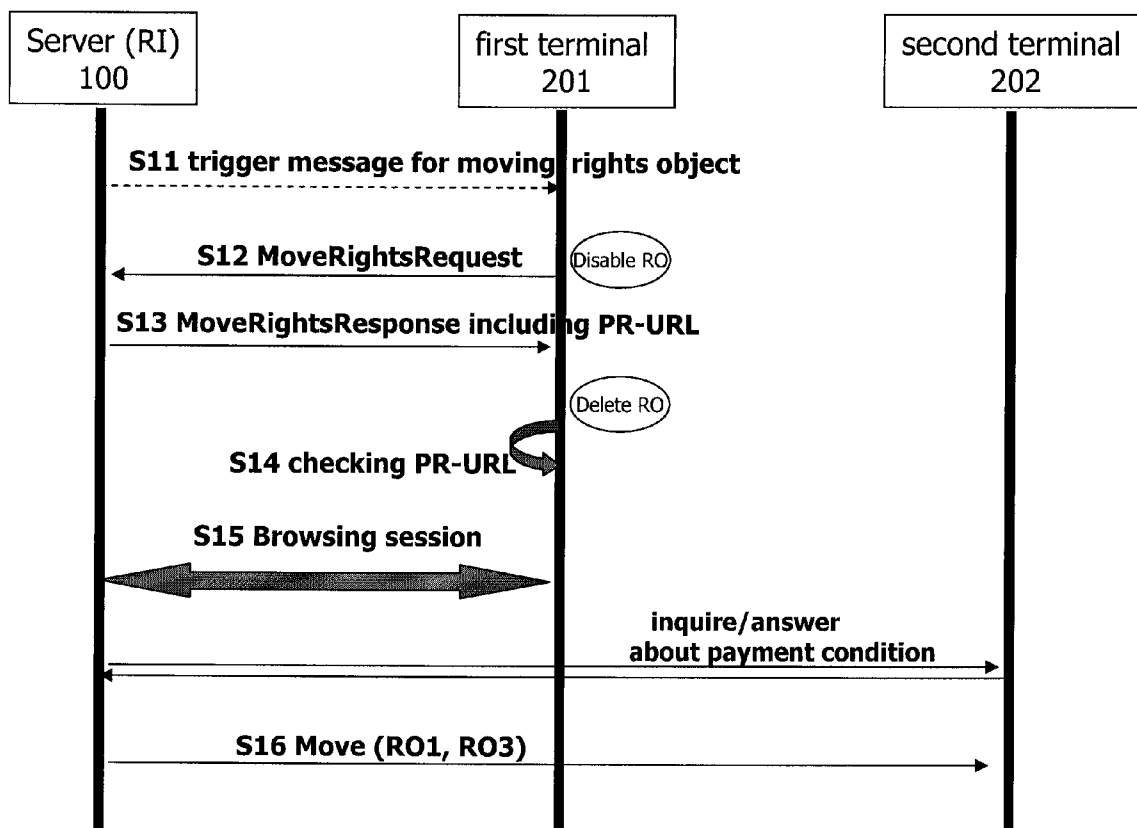 Server (RI)
100
first terminal
201
second terminal
202
S11 trigger message for moving rights object
S12 MoveRightsRequest
Disable RO
S13 MoveRightsResponse including PR-URL
Delete RO
S14 checking PR-URL
S15 Browsing session
inquire/answer
about payment condition
S16 Move (RO1, RO3)